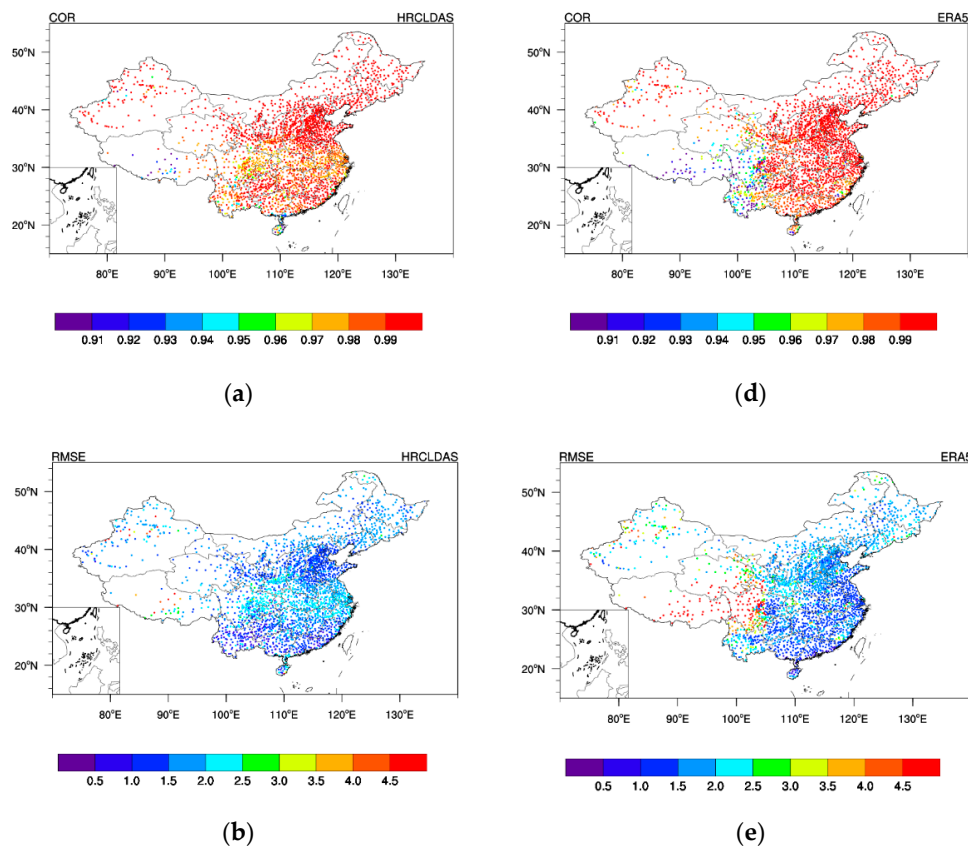 COR HRCLDAS
50°N
40°N
30°N
20°N
80°E 90°E 100°E 110°E 120°E 130°E
0.91 0.92 0.93 0.94 0.95 0.96 0.97 0.98 0.99
(a)
COR ERA5
50°N
40°N
30°N
20°N
80°E 90°E 100°E 110°E 120°E 130°E
0.91 0.92 0.93 0.94 0.95 0.96 0.97 0.98 0.99
(d)
RMSE HRCLDAS
50°N
40°N
30°N
20°N
80°E 90°E 100°E 110°E 120°E 130°E
0.5 1.0 1.5 2.0 2.5 3.0 3.5 4.0 4.5
(b)
RMSE ERA5
50°N
40°N
30°N
20°N
80°E 90°E 100°E 110°E 120°E 130°E
0.5 1.0 1.5 2.0 2.5 3.0 3.5 4.0 4.5
(e)